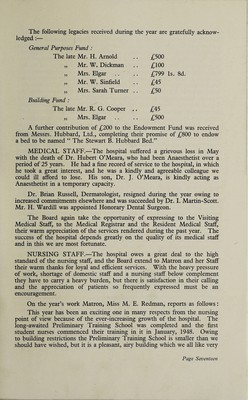 The following legacies received during the year are gratefully acknow-
ledged :—
General Purposes Fund :
The late Mr. H. Arnold .. £500
„ Mr. W. Dickman .. £100
„ Mrs. Elgar .. .. £799 1s. 8d.
„ Mr. W. Sinfield .. £45
„ Mrs. Sarah Turner .. £50
Building Fund :
The late Mr. R. G. Cooper .. £45
„ Mrs. Elgar .. £500
A further contribution of £200 to the Endowment Fund was received
from Messrs. Hubbard, Ltd., completing their promise of £800 to endow
a bed to be named “ The Stewart B. Hubbard Bed.”
MEDICAL STAFF.—The hospital suffered a grievous loss in May
with the death of Dr. Hubert O'Meara, who had been Anaesthetist over a
period of 25 years. He had a fine record of service to the hospital, in which
he took a great interest, and he was a kindly and agreeable colleague we
could ill afford to lose. His son, Dr. J. O'Meara, is kindly acting as
Anaesthetist in a temporary capacity.
Dr. Brian Russell, Dermatologist, resigned during the year owing to
increased commitments elsewhere and was succeeded by Dr. I. Martin-Scott.
Mr. H. Wardill was appointed Honorary Dental Surgeon.
The Board again take the opportunity of expressing to the Visiting
Medical Staff, to the Medical Registrar and the Resident Medical Staff,
their warm appreciation of the services rendered during the past year. The
success of the hospital depends greatly on the quality of its medical staff
and in this we are most fortunate.
NURSING STAFF.—The hospital owes a great deal to the high
standard of the nursing staff, and the Board extend to Matron and her Staff
their warm thanks for loyal and efficient services. With the heavy pressure
of work, shortage of domestic staff and a nursing staff below complement
they have to carry a heavy burden, but there is satisfaction in their calling
and the appreciation of patients so frequently expressed must be an
encouragement.
On the year's work Matron, Miss M. E. Redman, reports as follows:
This year has been an exciting one in many respects from the nursing
point of view because of the ever-increasing growth of the hospital. The
long-awaited Preliminary Training School was completed and the first
student nurses commenced their training in it in January, 1948. Owing
to building restrictions the Preliminary Training School is smaller than we
should have wished, but it is a pleasant, airy building which we all like very
Page Seventeen